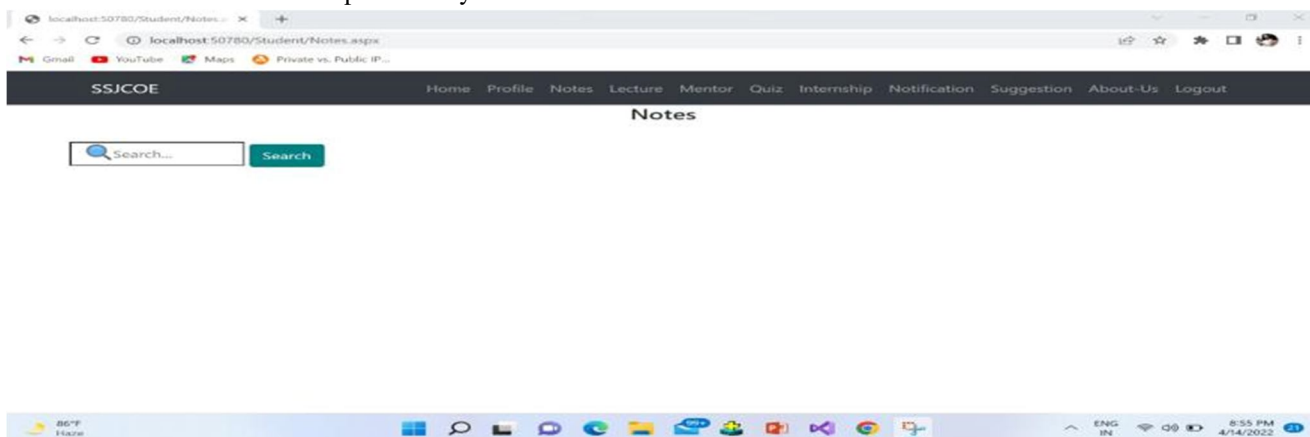 localhost:50780/Student/Notes...
localhost:50780/Student/Notes.aspx
Gmail YouTube Maps Private vs. Public IP...
SSJCOE Home Profile Notes Lecture Mentor Quiz Internship Notification Suggestion About-Us Logout
Notes
Search... Search
86°F
Haze
99+
ENG
IN
8:55 PM
4/14/2022
21